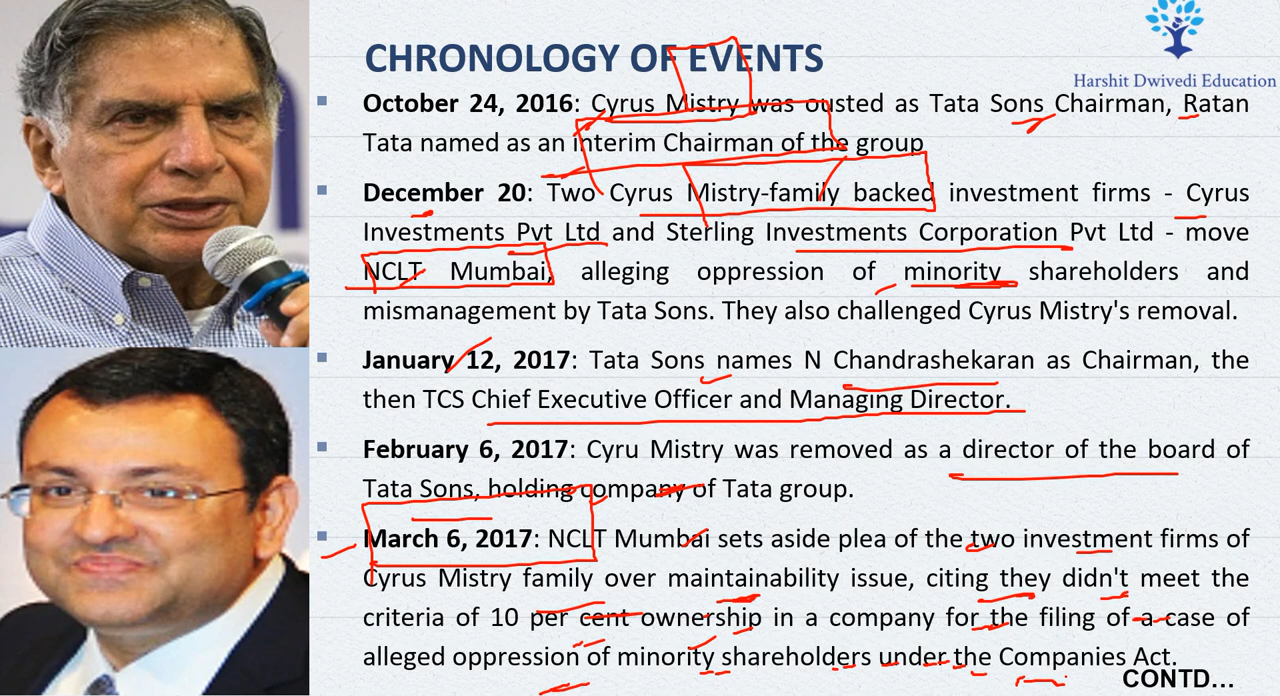 Harshit Dwivedi Education
CHRONOLOGY OF EVENTS
▪ October 24, 2016: Cyrus Mistry was ousted as Tata Sons Chairman, Ratan
Tata named as an interim Chairman of the group
▪ December 20: Two Cyrus Mistry-family backed investment firms - Cyrus
Investments Pvt Ltd and Sterling Investments Corporation Pvt Ltd - move
NCLT Mumbai, alleging oppression of minority shareholders and
mismanagement by Tata Sons. They also challenged Cyrus Mistry's removal.
▪ January 12, 2017: Tata Sons names N Chandrashekaran as Chairman, the
then TCS Chief Executive Officer and Managing Director.
▪ February 6, 2017: Cyru Mistry was removed as a director of the board of
Tata Sons, holding company of Tata group.
▪ March 6, 2017: NCLT Mumbai sets aside plea of the two investment firms of
Cyrus Mistry family over maintainability issue, citing they didn't meet the
criteria of 10 per cent ownership in a company for the filing of a case of
alleged oppression of minority shareholders under the Companies Act.
CONTD...